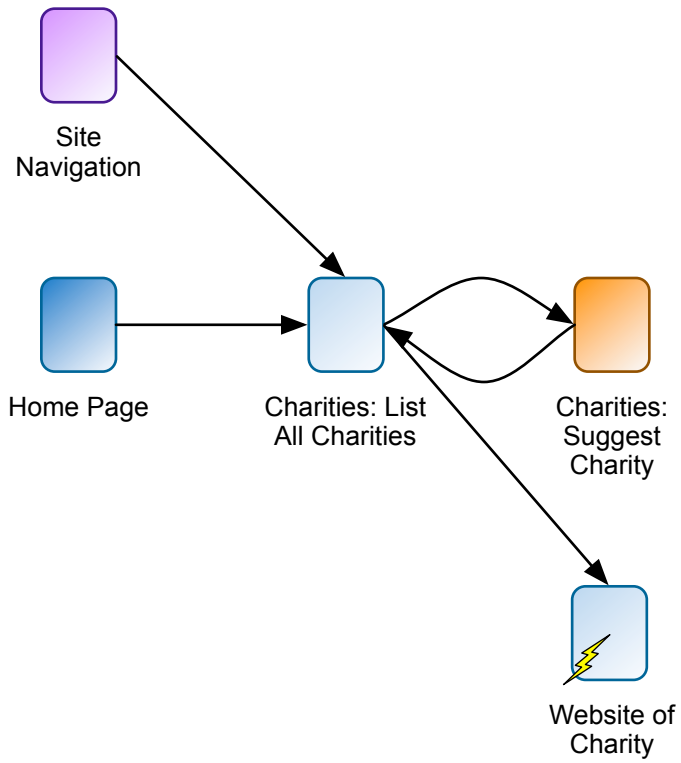 Site
Navigation
Home Page
Charities: List
All Charities
Charities:
Suggest
Charity
Website of
Charity